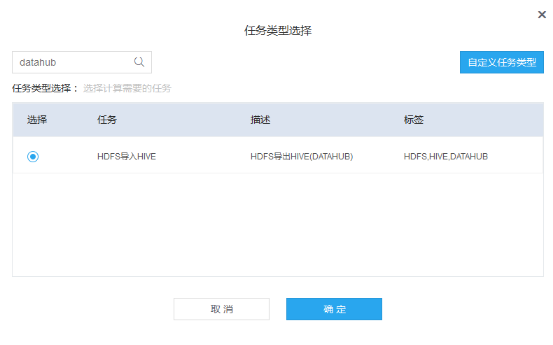 任务类型选择
datahub
自定义任务类型
任务类型选择： 选择计算需要的任务
选择 任务 描述 标签
HDFS导入HIVE HDFS导出HIVE(DATAHUB) HDFS,HIVE,DATAHUB
取 消 确 定